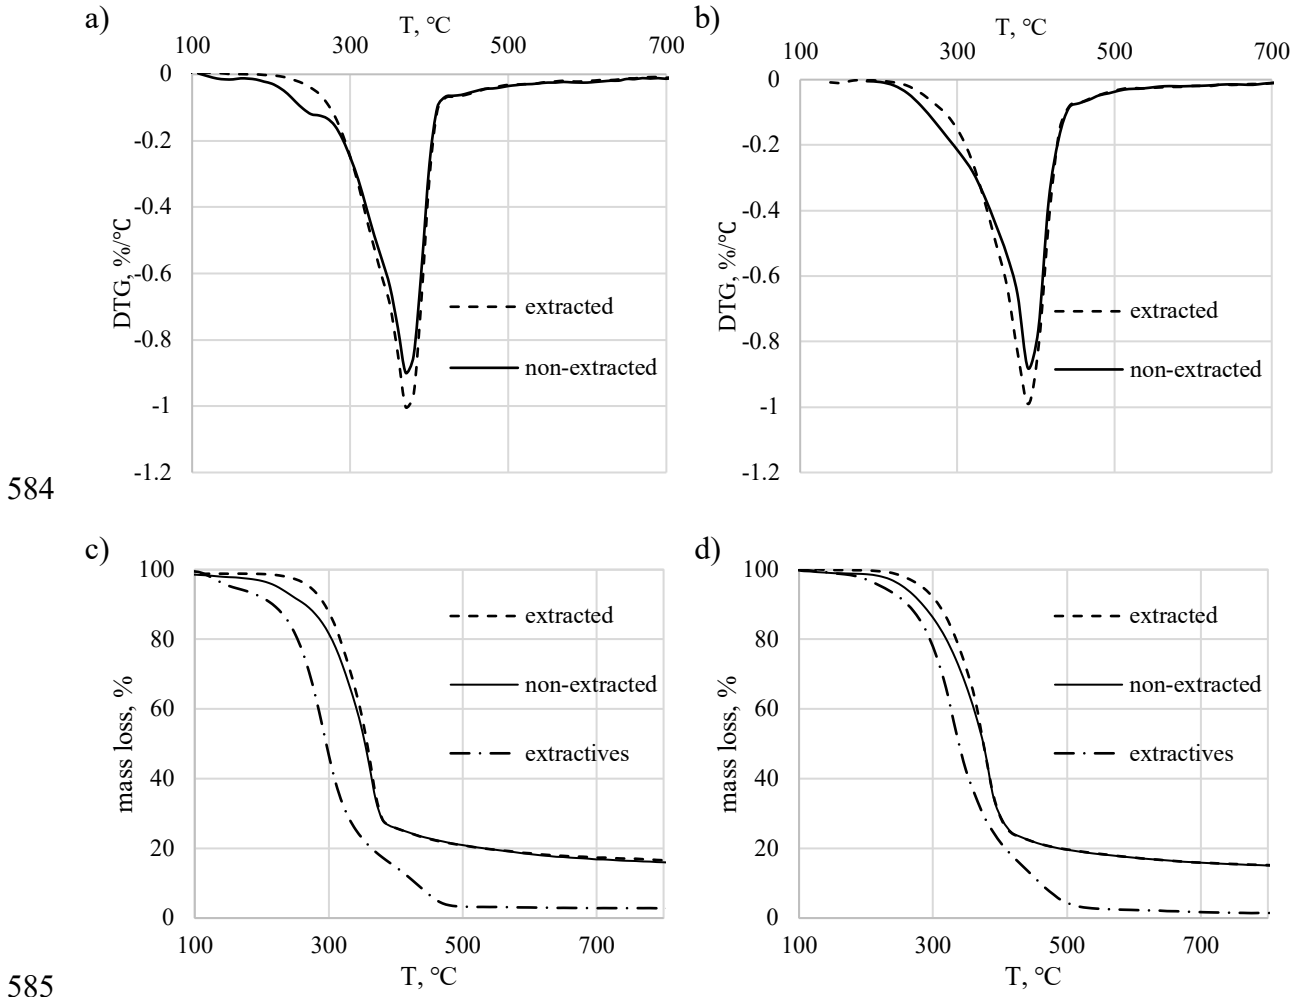 a)
T, °C
100 300 500 700
0
-0.2
-0.4
-0.6
-0.8
-1
-1.2
DTG, %/°C
extracted
non-extracted
b)
T, °C
100 300 500 700
0
-0.2
-0.4
-0.6
-0.8
-1
-1.2
DTG, %/°C
extracted
non-extracted
584
c)
100
80
60
40
20
0
mass loss, %
extracted
non-extracted
extractives
100 300 500 700
T, °C
d)
100
80
60
40
20
0
mass loss, %
extracted
non-extracted
extractives
100 300 500 700
T, °C
585